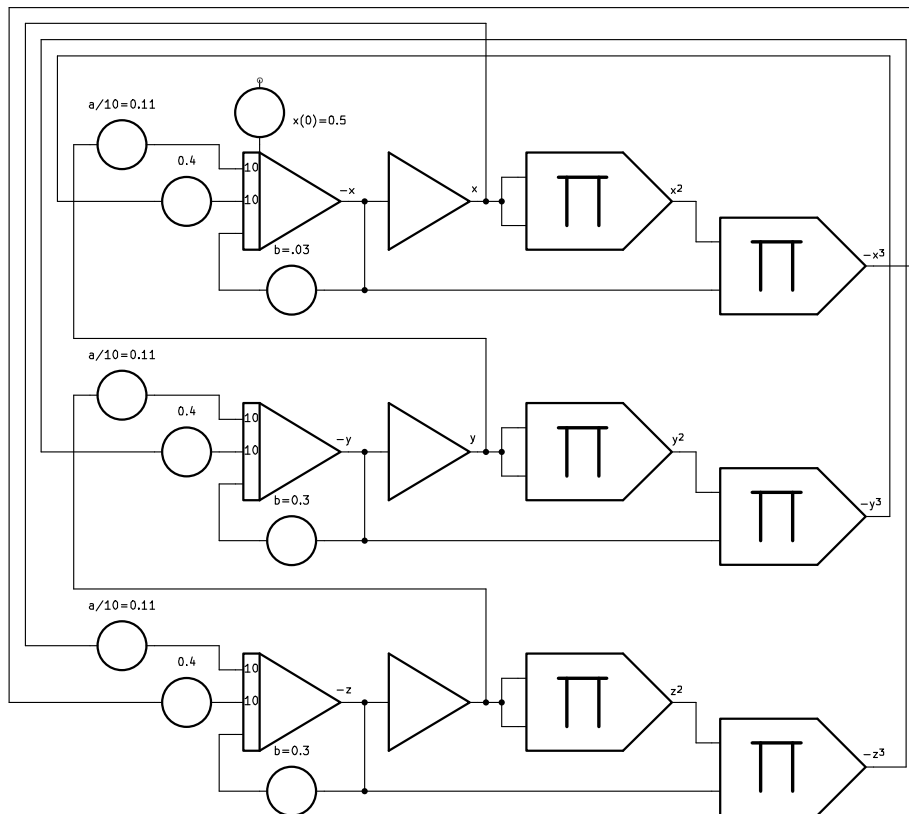 a/10=0.11
x(0)=0.5
0.4
10
10
-x
x
x²
b=.03
-x³
a/10=0.11
0.4
10
10
-y
y
y²
b=0.3
-y³
a/10=0.11
0.4
10
10
-z
z²
b=0.3
-z³